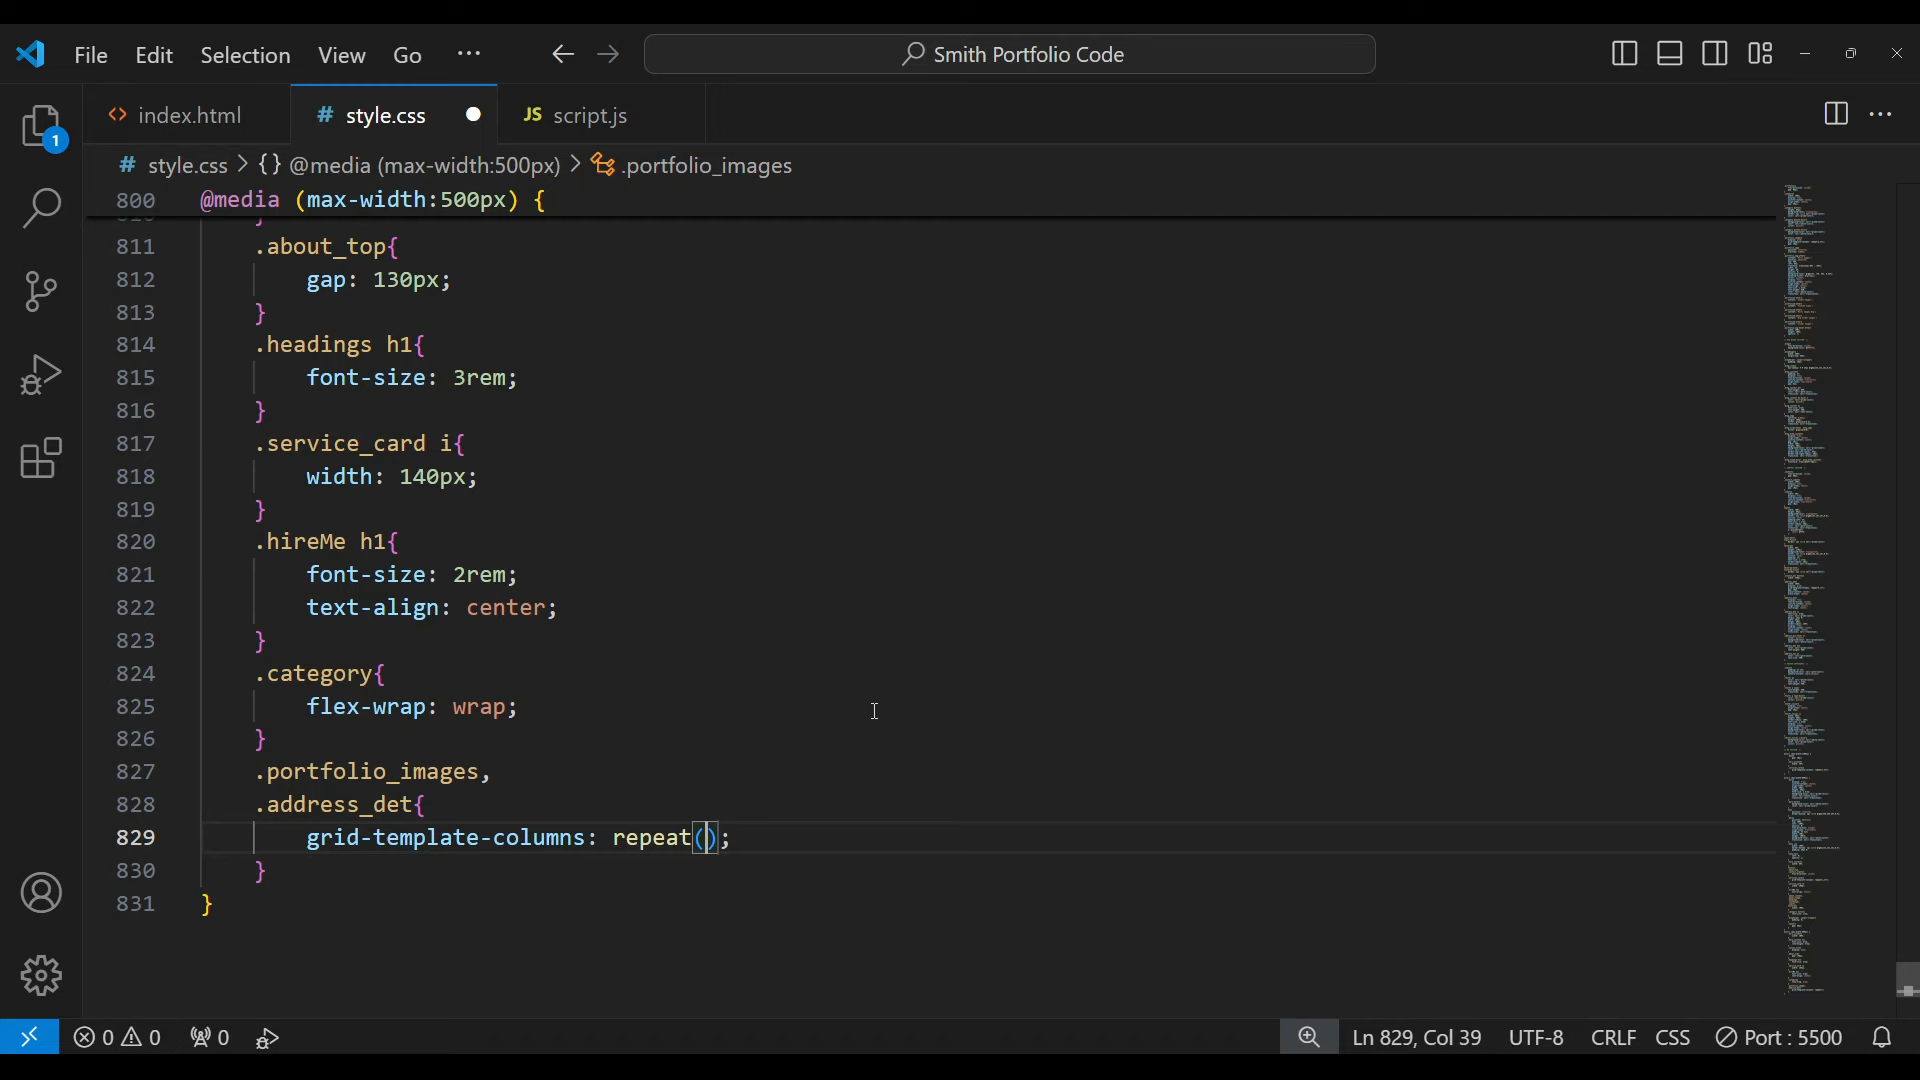 File Edit Selection View Go ···
Smith Portfolio Code
index.html
# style.css
JS script.js
# style.css > {} @media (max-width:500px) > .portfolio_images
800 @media (max-width:500px) {
811 .about_top{
812 gap: 130px;
813 }
814 .headings h1{
815 font-size: 3rem;
816 }
817 .service_card i{
818 width: 140px;
819 }
820 .hireMe h1{
821 font-size: 2rem;
822 text-align: center;
823 }
824 .category{
825 flex-wrap: wrap;
826 }
827 .portfolio_images,
828 .address_det{
829 grid-template-columns: repeat();
830 }
831 }
1
0 0 0
Ln 829, Col 39 UTF-8 CRLF CSS Port : 5500